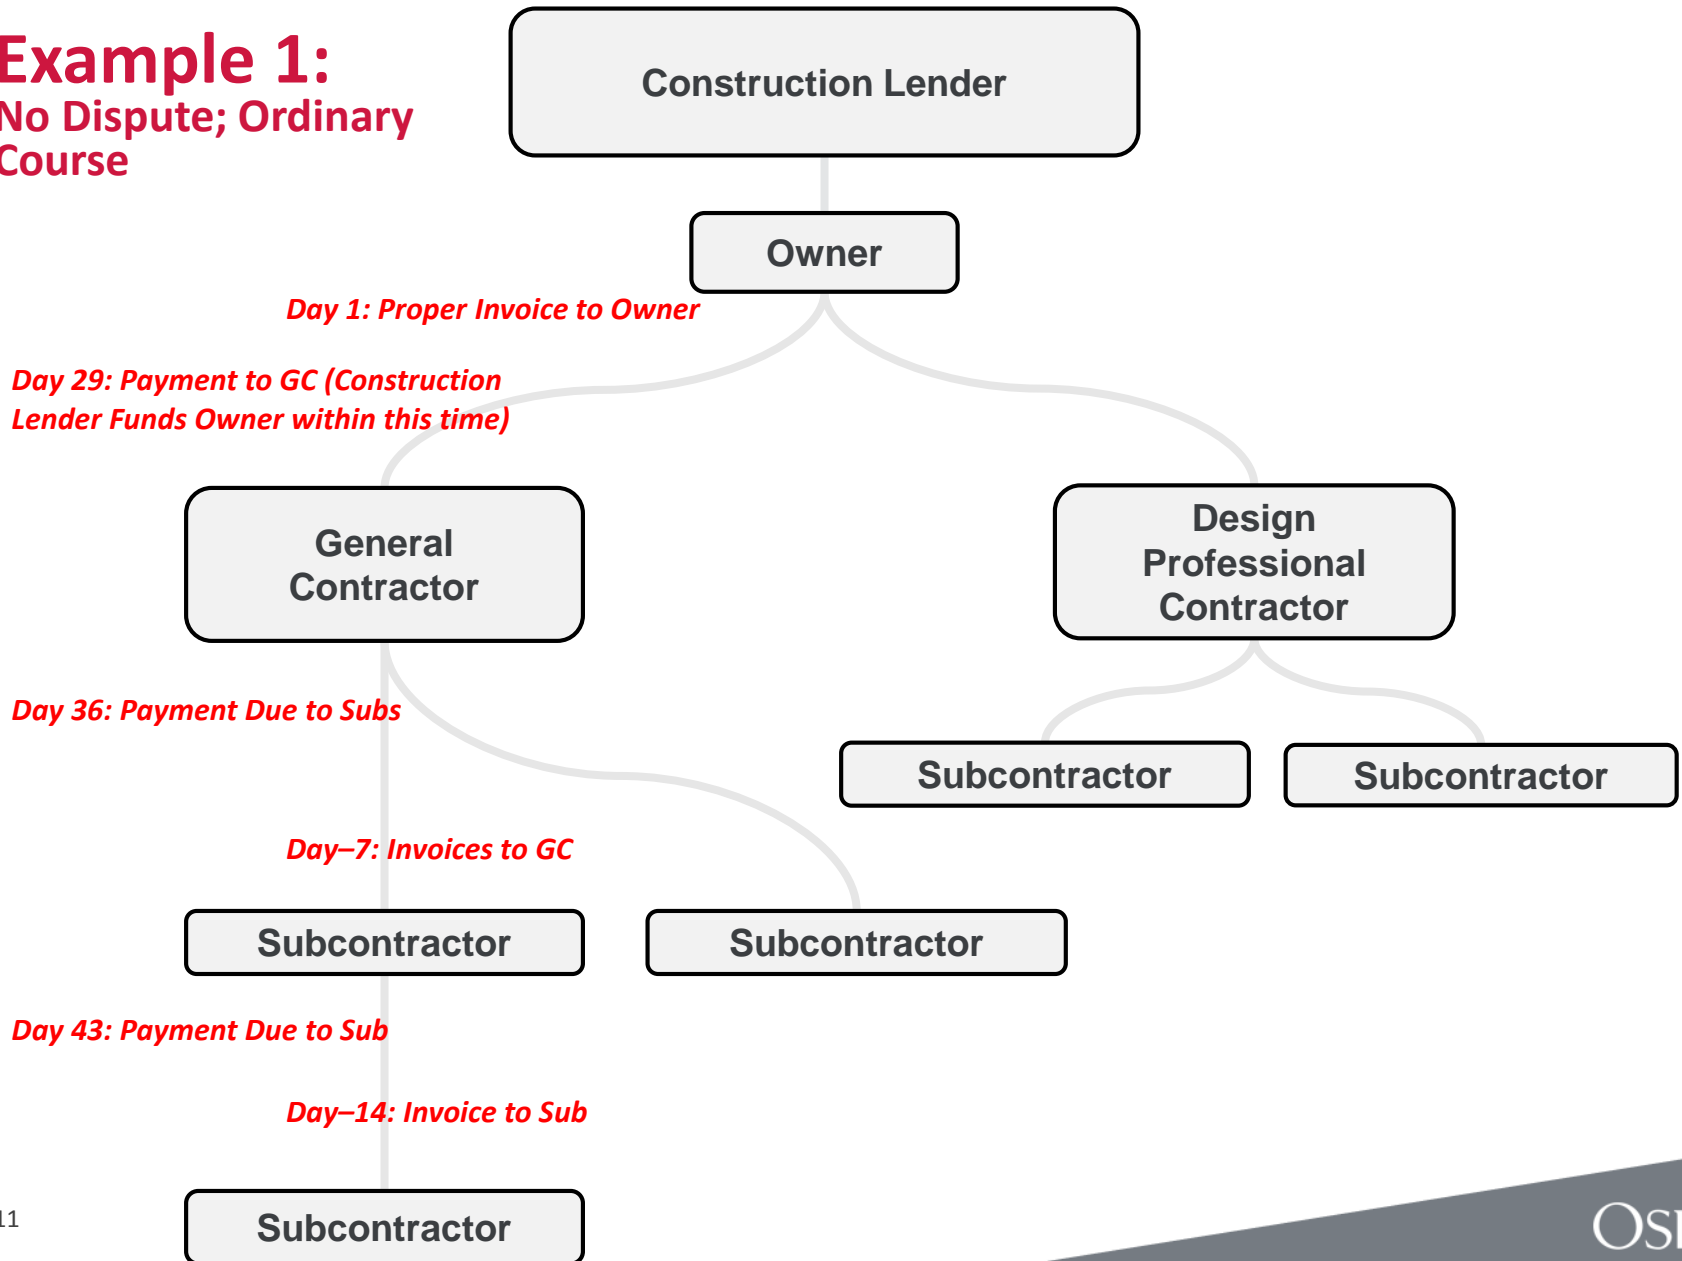 Example 1:
No Dispute; Ordinary
Course
Construction Lender
Owner
Day 1: Proper Invoice to Owner
Day 29: Payment to GC (Construction
Lender Funds Owner within this time)
General
Contractor
Design
Professional
Contractor
Day 36: Payment Due to Subs
Subcontractor
Subcontractor
Day–7: Invoices to GC
Subcontractor
Subcontractor
Day 43: Payment Due to Sub
Day–14: Invoice to Sub
Subcontractor
11